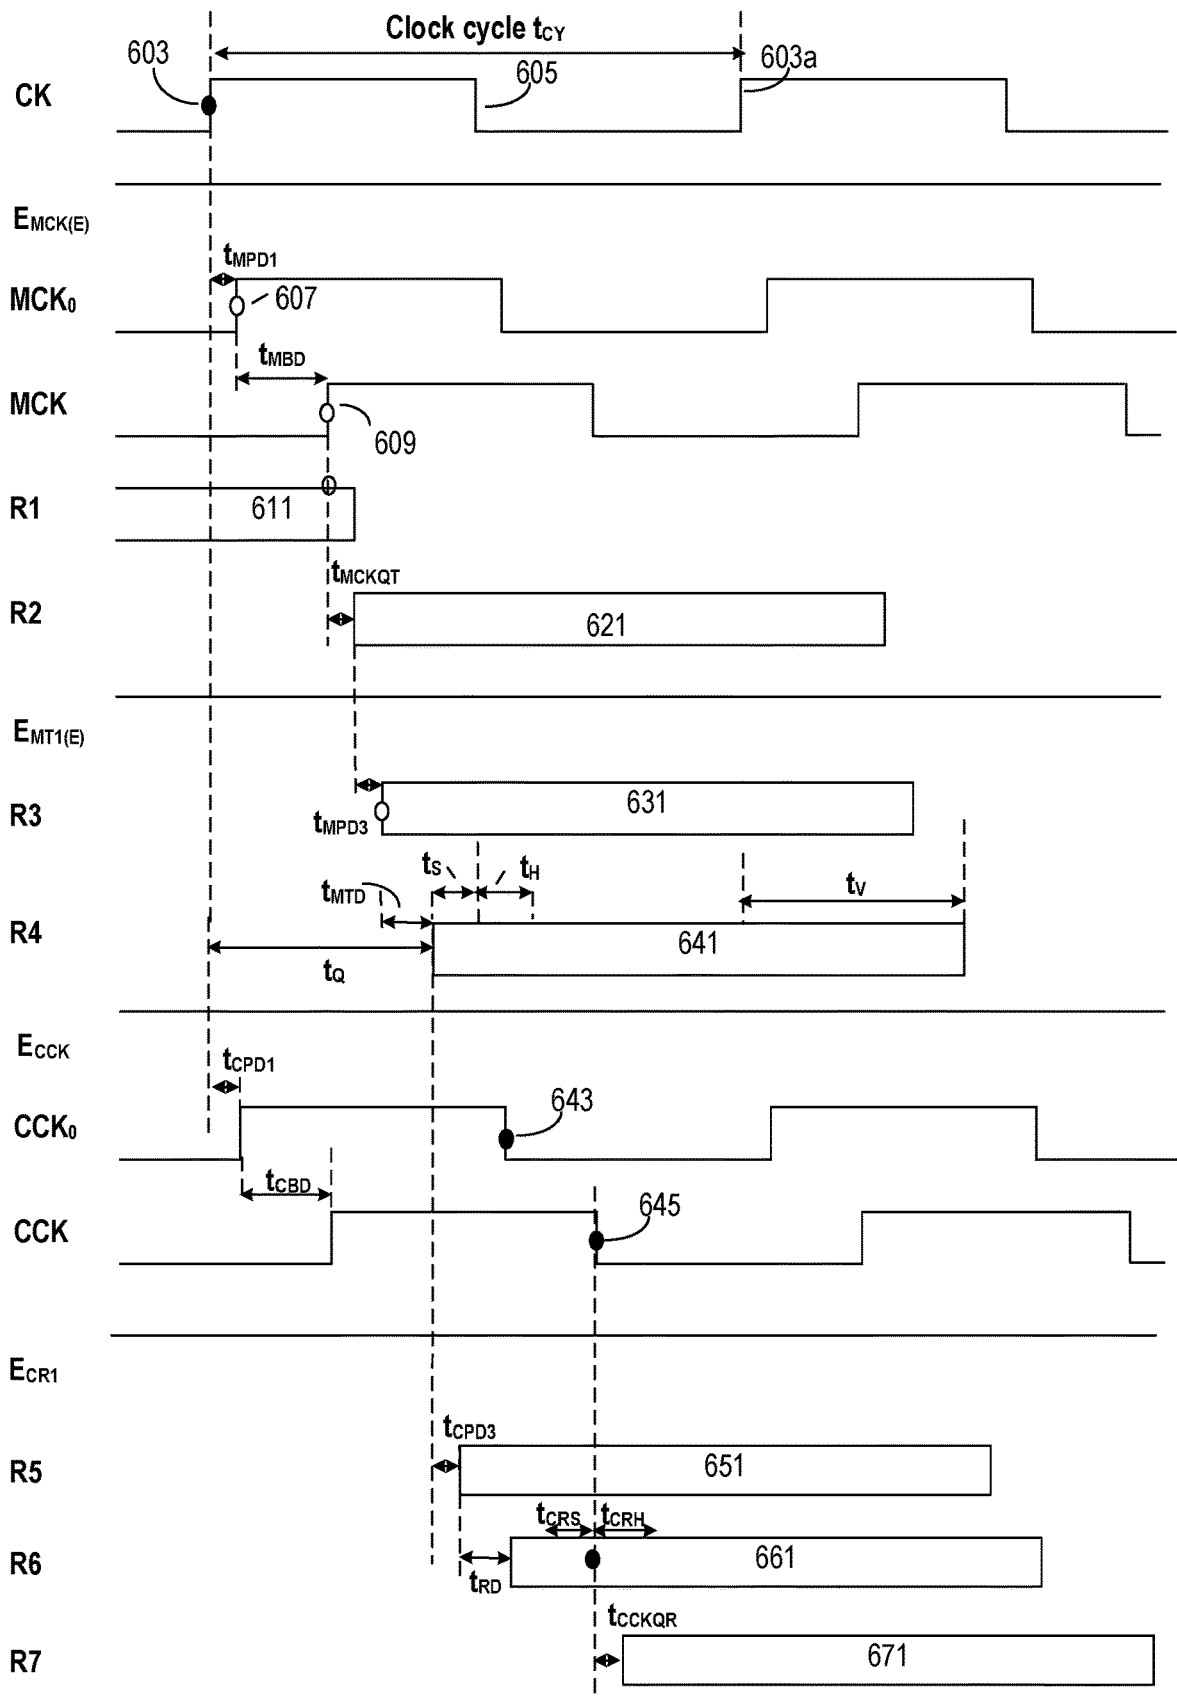 Clock cycle tCY
603
605
603a
CK
EMCK(E)
tMPD1
MCK0
607
tMBD
MCK
609
R1
611
tMCKQT
R2
621
EMT1(E)
R3
631
tMPD3
tS
tH
tMTD
tV
R4
641
tQ
ECCK
tCPD1
643
CCK0
tCBD
645
CCK
ECR1
tCPD3
R5
651
tCRS
tCRH
R6
661
tRD
tCCKQR
R7
671